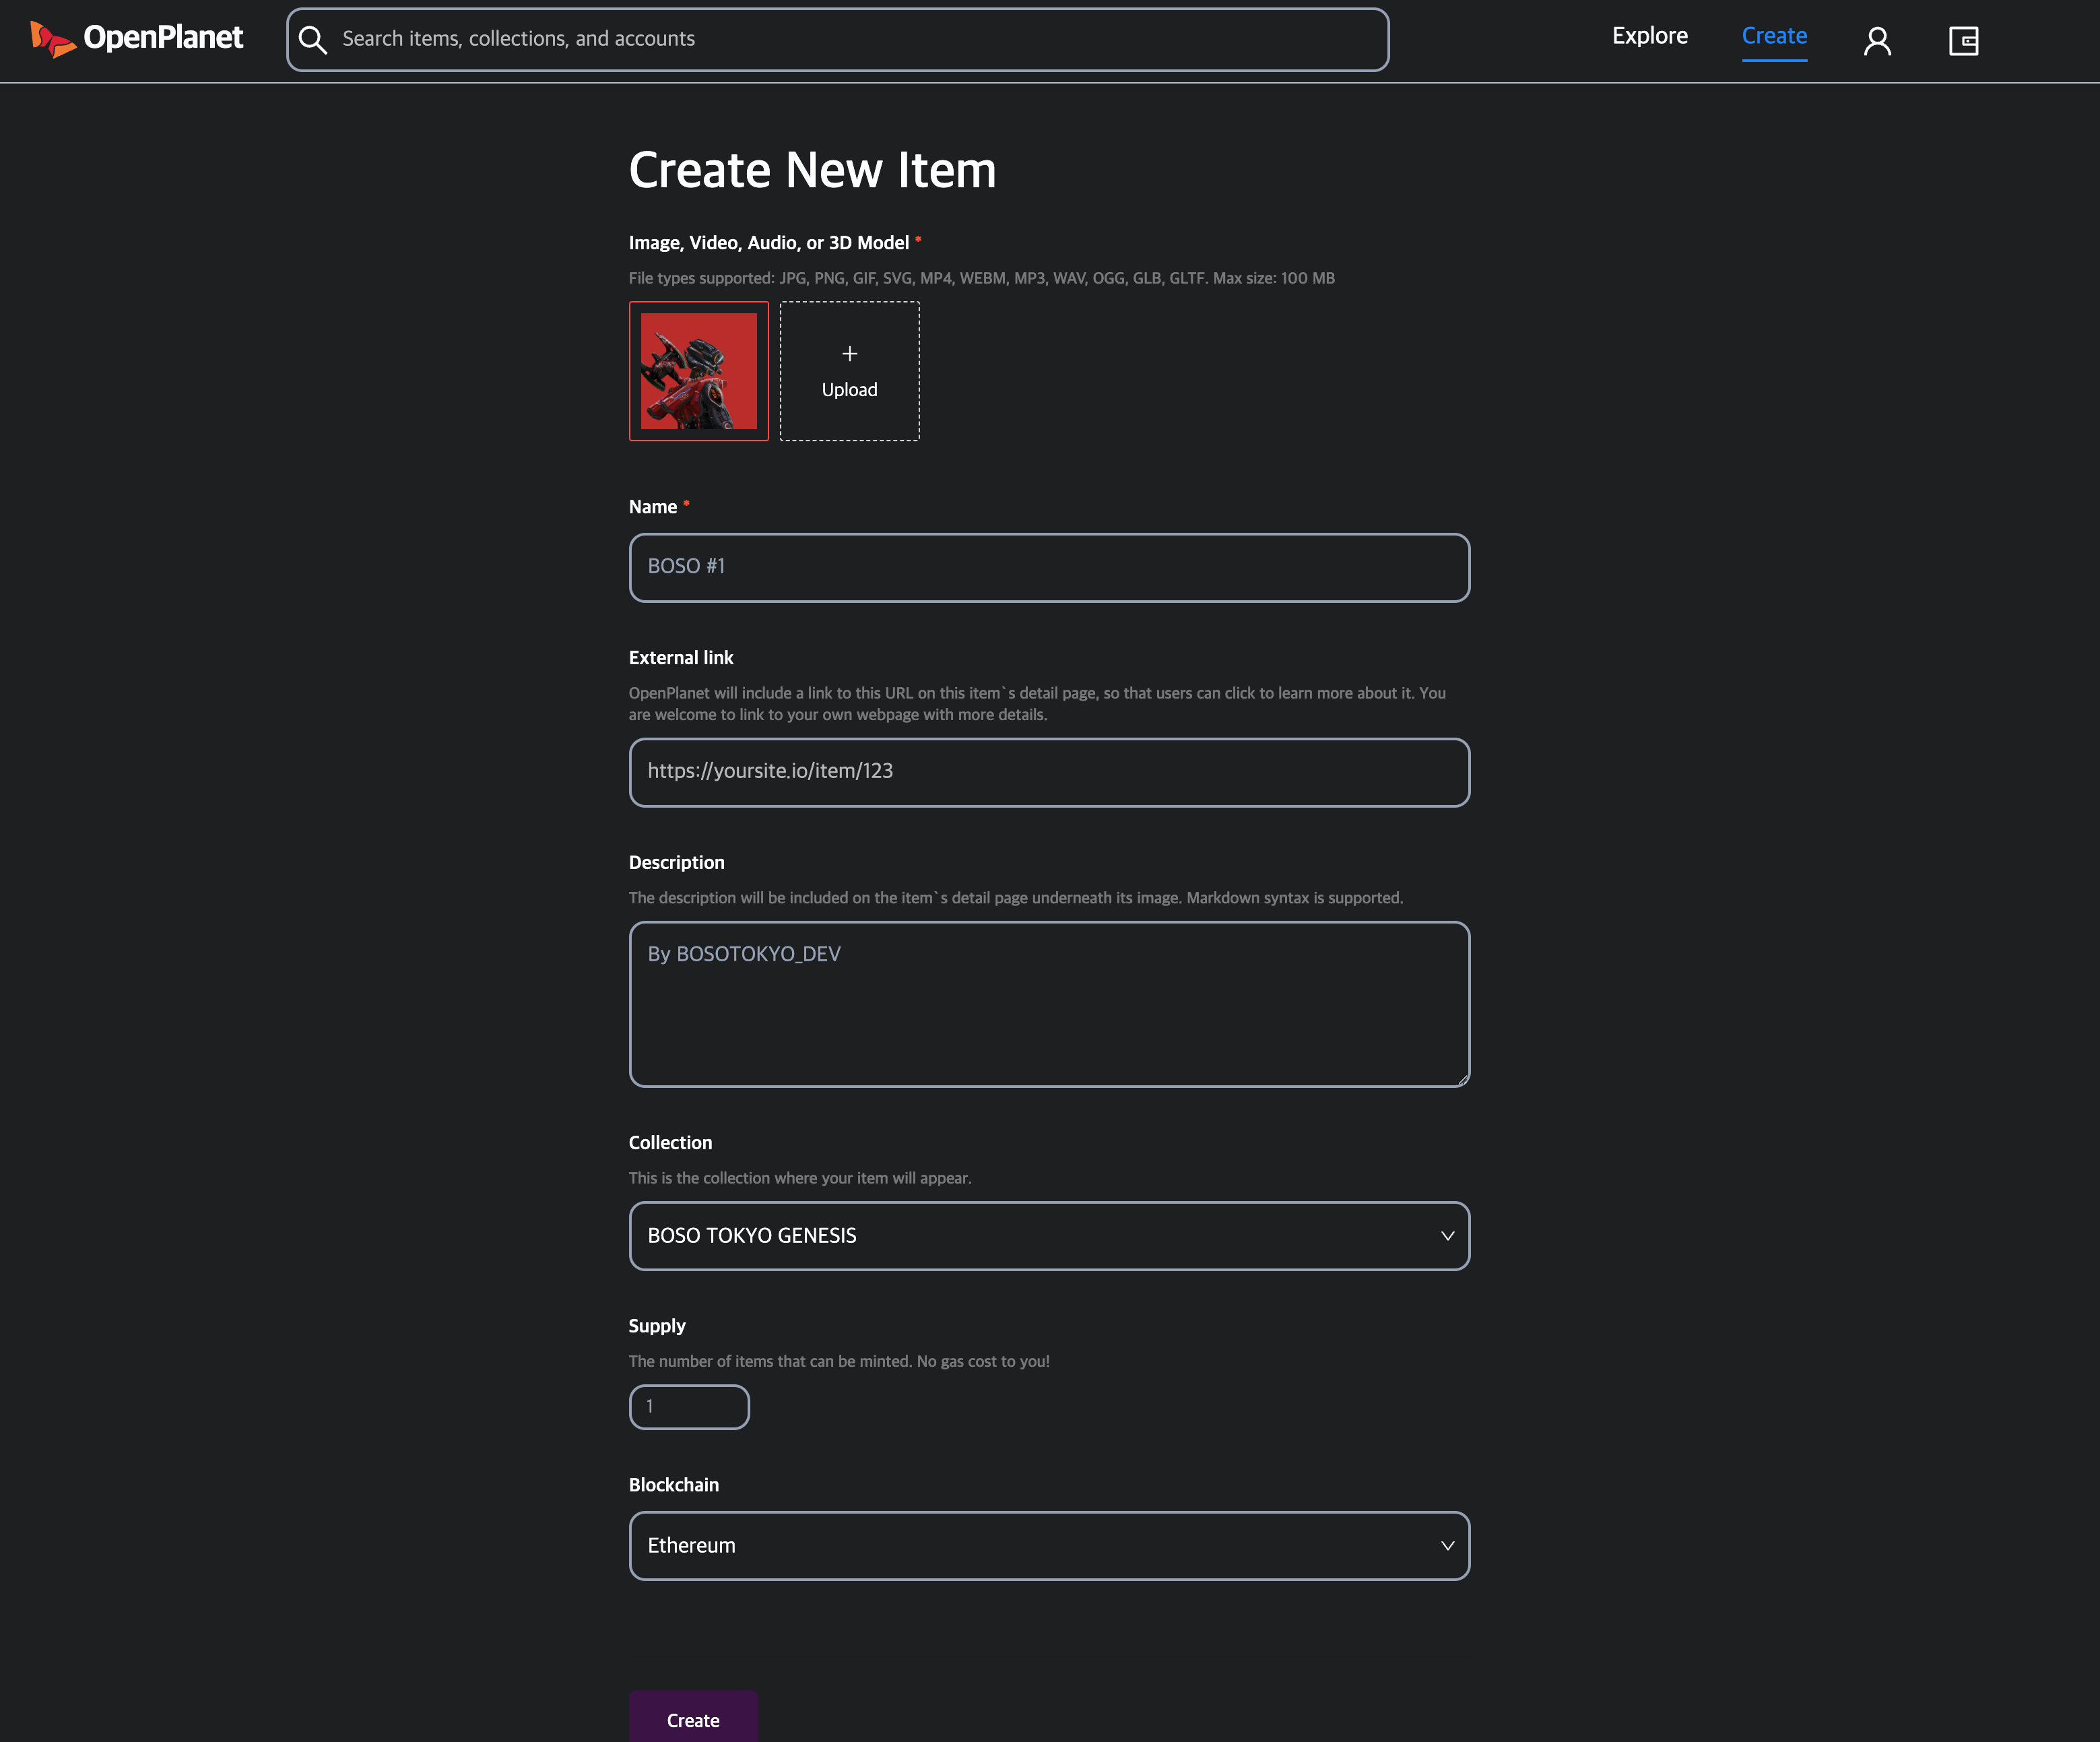 OpenPlanet
Search items, collections, and accounts
Explore
Create
Create New Item
Image, Video, Audio, or 3D Model *
File types supported: JPG, PNG, GIF, SVG, MP4, WEBM, MP3, WAV, OGG, GLB, GLTF. Max size: 100 MB
+
Upload
Name *
BOSO #1
External link
OpenPlanet will include a link to this URL on this item`s detail page, so that users can click to learn more about it. You
are welcome to link to your own webpage with more details.
https://yoursite.io/item/123
Description
The description will be included on the item`s detail page underneath its image. Markdown syntax is supported.
By BOSOTOKYO_DEV
Collection
This is the collection where your item will appear.
BOSO TOKYO GENESIS
Supply
The number of items that can be minted. No gas cost to you!
1
Blockchain
Ethereum
Create